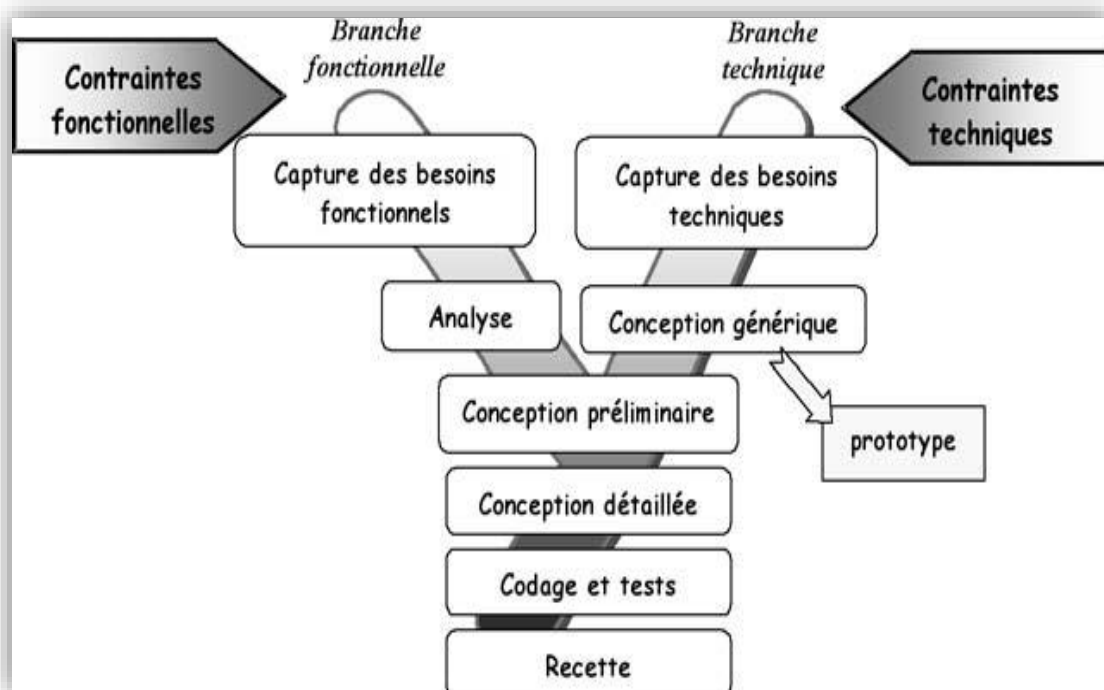 Branche
fonctionnelle
Branche
technique
Contraintes
fonctionnelles
Contraintes
techniques
Capture des besoins
fonctionnels
Capture des besoins
techniques
Analyse
Conception générique
Conception préliminaire
prototype
Conception détaillée
Codage et tests
Recette